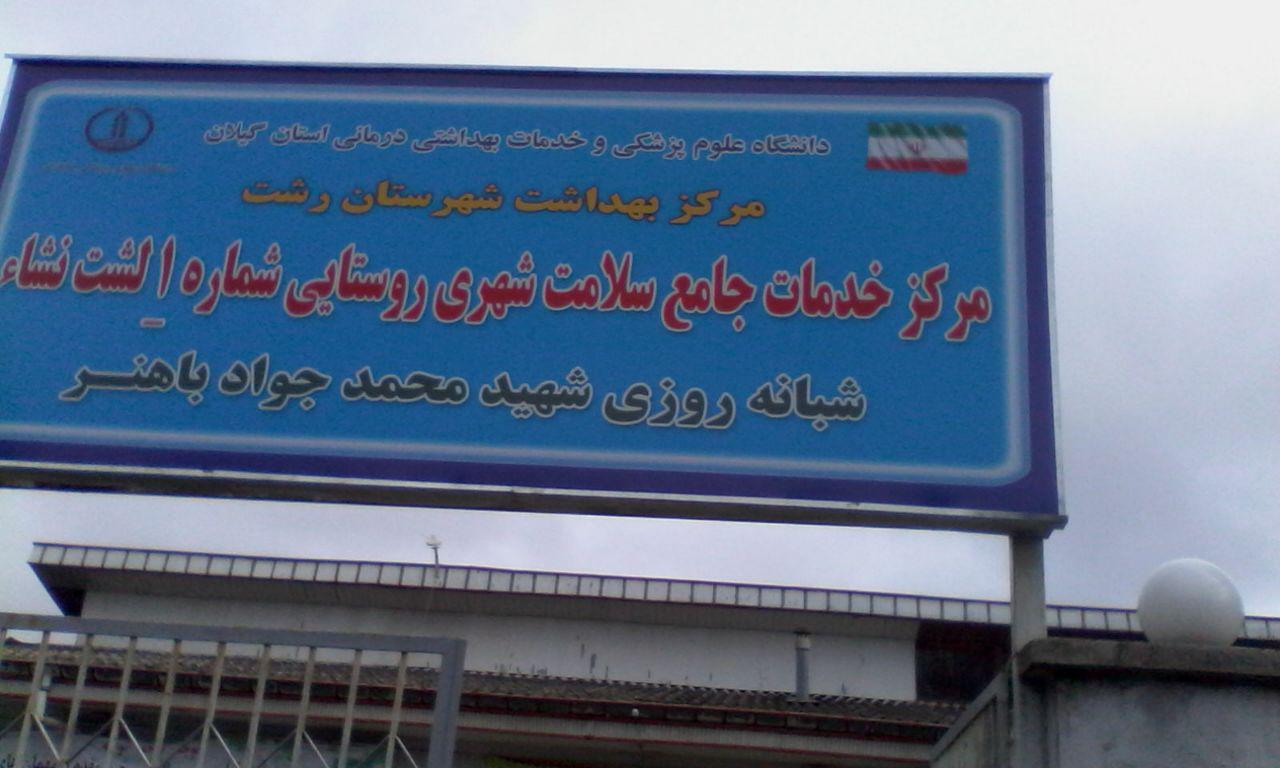 دانشگاه علوم پزشکی و خدمات بهداشتی درمانی استان گیلان
مرکز بهداشت شهرستان رشت
مرکز خدمات جامع سلامت شهری روستایی شماره ۱ لَشت نشاء
شبانه روزی شهید محمد جواد باهنر